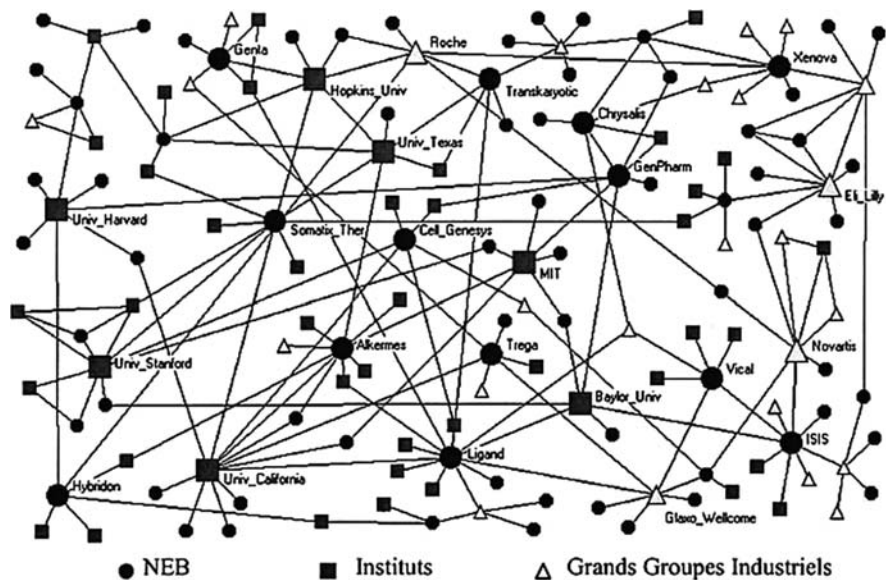 Genta
Roche
Xenova
Hopkins_Univ
Transkaryotic
Chrysalis
Univ_Texas
GenPharm
Eli_Lilly
Univ_Harvard
Somatix_Ther
Cell_Genesys
MIT
Univ_Stanford
Alkermes
Trega
Novartis
Vical
Baylor_Univ
ISIS
Ligand
Hybridon
Univ_California
Glaxo_Wellcome
NEB Instituts Grands Groupes Industriels